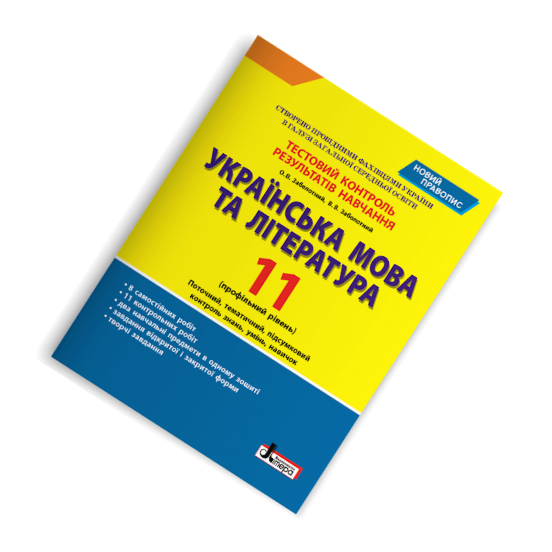 СТВОРЕНО ПРОВІДНИМИ ФАХІВЦЯМИ УКРАЇНИ
В ГАЛУЗІ ЗАГАЛЬНОЇ СЕРЕДНЬОЇ ОСВІТИ
НОВИЙ
ПРАВОПИС
ТЕСТОВИЙ КОНТРОЛЬ
РЕЗУЛЬТАТІВ НАВЧАННЯ
О.В. Заболотний, В.В. Заболотний
УКРАЇНСЬКА МОВА
ТА ЛІТЕРАТУРА
11
(профільний рівень)
Поточний, тематичний, підсумковий
контроль знань, умінь, навичок
• 8 самостійних робіт
• 11 контрольних робіт
• два навчальні предмети в одному зошиті
• завдання відкритої і закритої форми
• творчі завдання
Літера